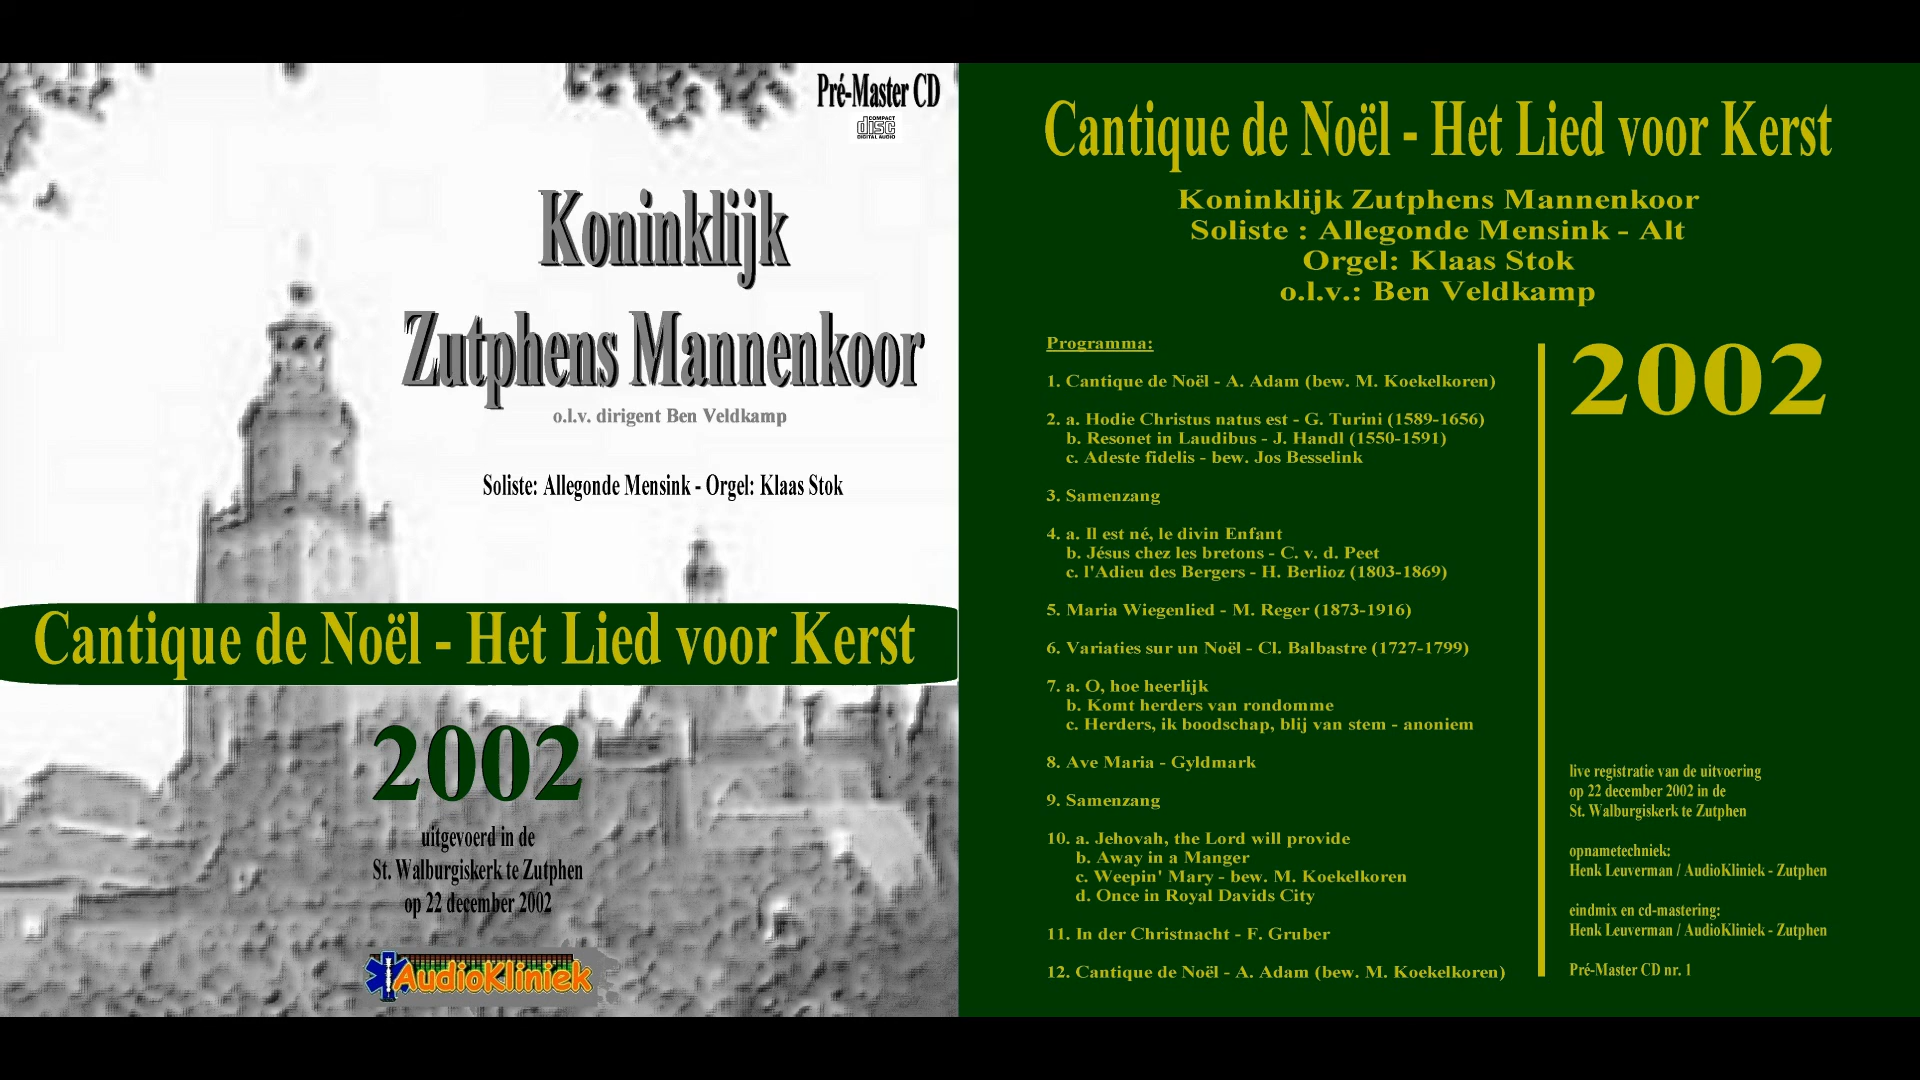 Pré-Master CD
COMPACT
disc
DIGITAL AUDIO
Koninklijk
Zutphens Mannenkoor
o.l.v. dirigent Ben Veldkamp
Soliste: Allegonde Mensink - Orgel: Klaas Stok
Cantique de Noël - Het Lied voor Kerst
2002
uitgevoerd in de
St. Walburgiskerk te Zutphen
op 22 december 2002
AudioKliniek
Cantique de Noël - Het Lied voor Kerst
Koninklijk Zutphens Mannenkoor
Soliste : Allegonde Mensink - Alt
Orgel: Klaas Stok
o.l.v.: Ben Veldkamp
Programma:
1. Cantique de Noël - A. Adam (bew. M. Koekelkoren)
2. a. Hodie Christus natus est - G. Turini (1589-1656)
b. Resonet in Laudibus - J. Handl (1550-1591)
c. Adeste fidelis - bew. Jos Besselink
3. Samenzang
4. a. Il est né, le divin Enfant
b. Jésus chez les bretons - C. v. d. Peet
c. l'Adieu des Bergers - H. Berlioz (1803-1869)
5. Maria Wiegenlied - M. Reger (1873-1916)
6. Variaties sur un Noël - Cl. Balbastre (1727-1799)
7. a. O, hoe heerlijk
b. Komt herders van rondomme
c. Herders, ik boodschap, blij van stem - anoniem
8. Ave Maria - Gyldmark
9. Samenzang
10. a. Jehovah, the Lord will provide
b. Away in a Manger
c. Weepin' Mary - bew. M. Koekelkoren
d. Once in Royal Davids City
11. In der Christnacht - F. Gruber
12. Cantique de Noël - A. Adam (bew. M. Koekelkoren)
2002
live registratie van de uitvoering
op 22 december 2002 in de
St. Walburgiskerk te Zutphen
opnametechniek:
Henk Leuverman / AudioKliniek - Zutphen
eindmix en cd-mastering:
Henk Leuverman / AudioKliniek - Zutphen
Pré-Master CD nr. 1